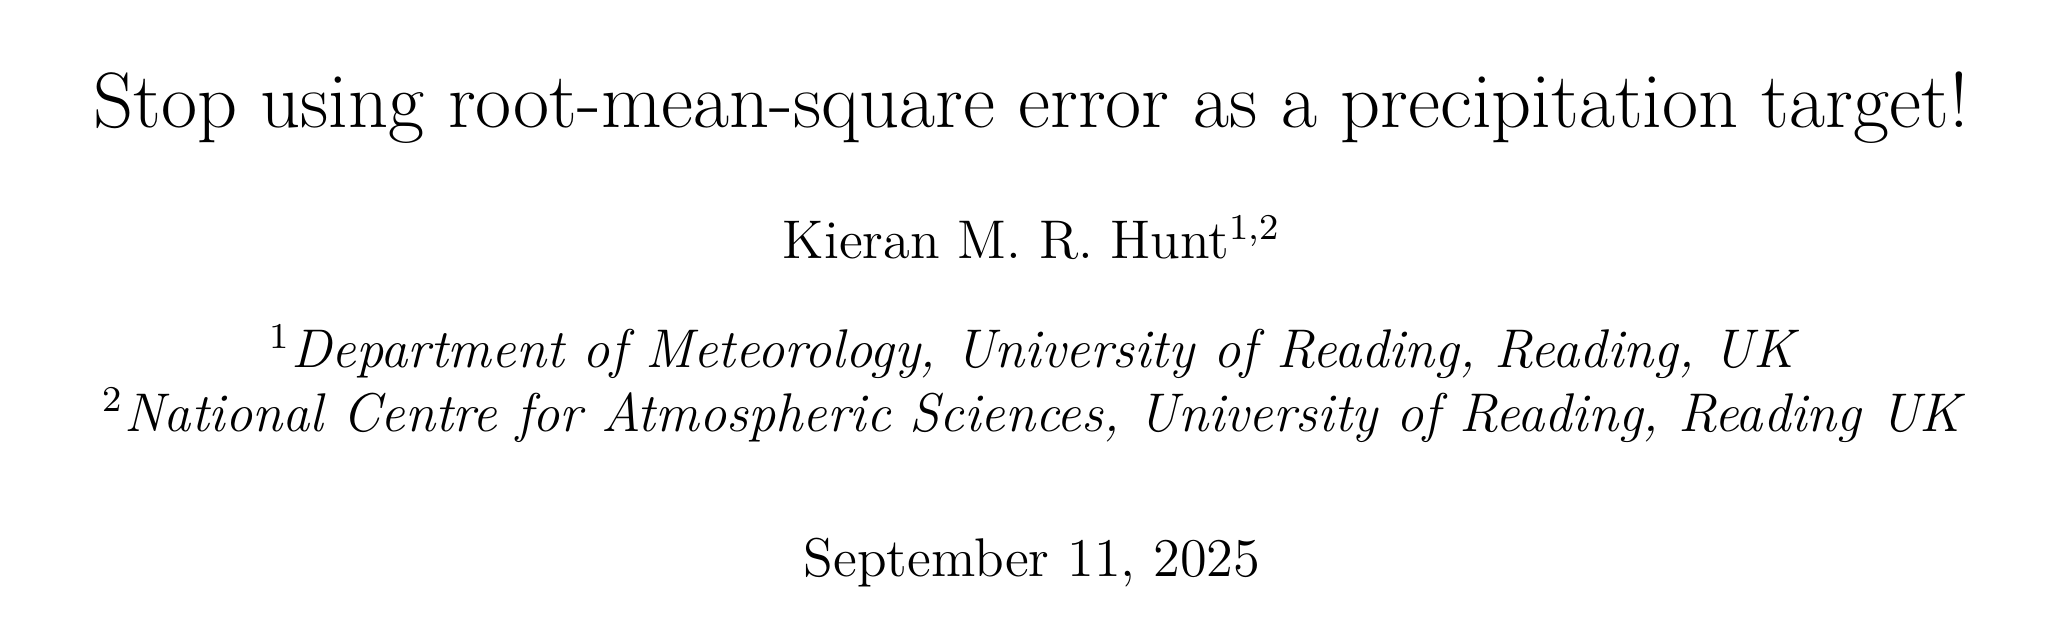 Stop using root-mean-square error as a precipitation target!
Kieran M. R. Hunt1,2
1Department of Meteorology, University of Reading, Reading, UK
2National Centre for Atmospheric Sciences, University of Reading, Reading UK
September 11, 2025